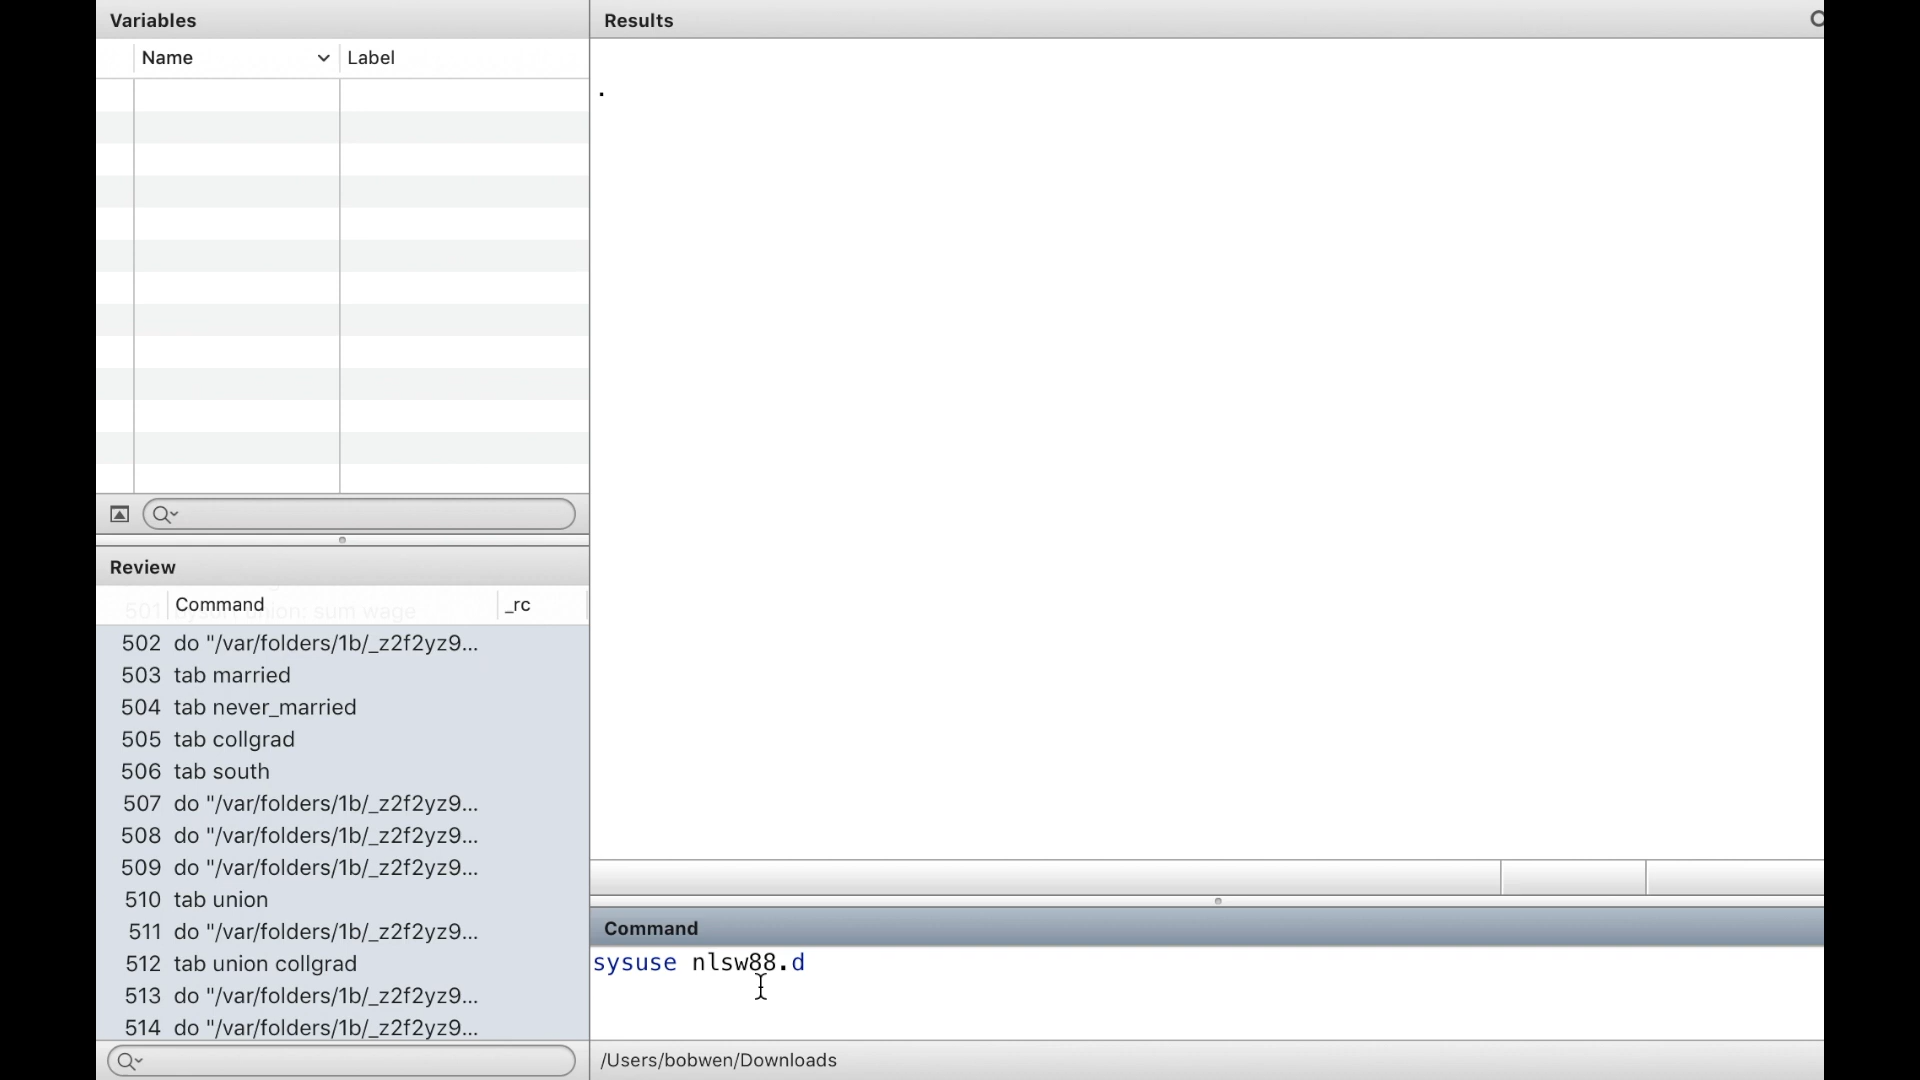 Variables
Name
Label
Review
Command
_rc
502 do "/var/folders/1b/_z2f2yz9...
503 tab married
504 tab never_married
505 tab collgrad
506 tab south
507 do "/var/folders/1b/_z2f2yz9...
508 do "/var/folders/1b/_z2f2yz9...
509 do "/var/folders/1b/_z2f2yz9...
510 tab union
511 do "/var/folders/1b/_z2f2yz9...
512 tab union collgrad
513 do "/var/folders/1b/_z2f2yz9...
514 do "/var/folders/1b/_z2f2yz9...
Results
.
Command
sysuse nlsw88.d
/Users/bobwen/Downloads